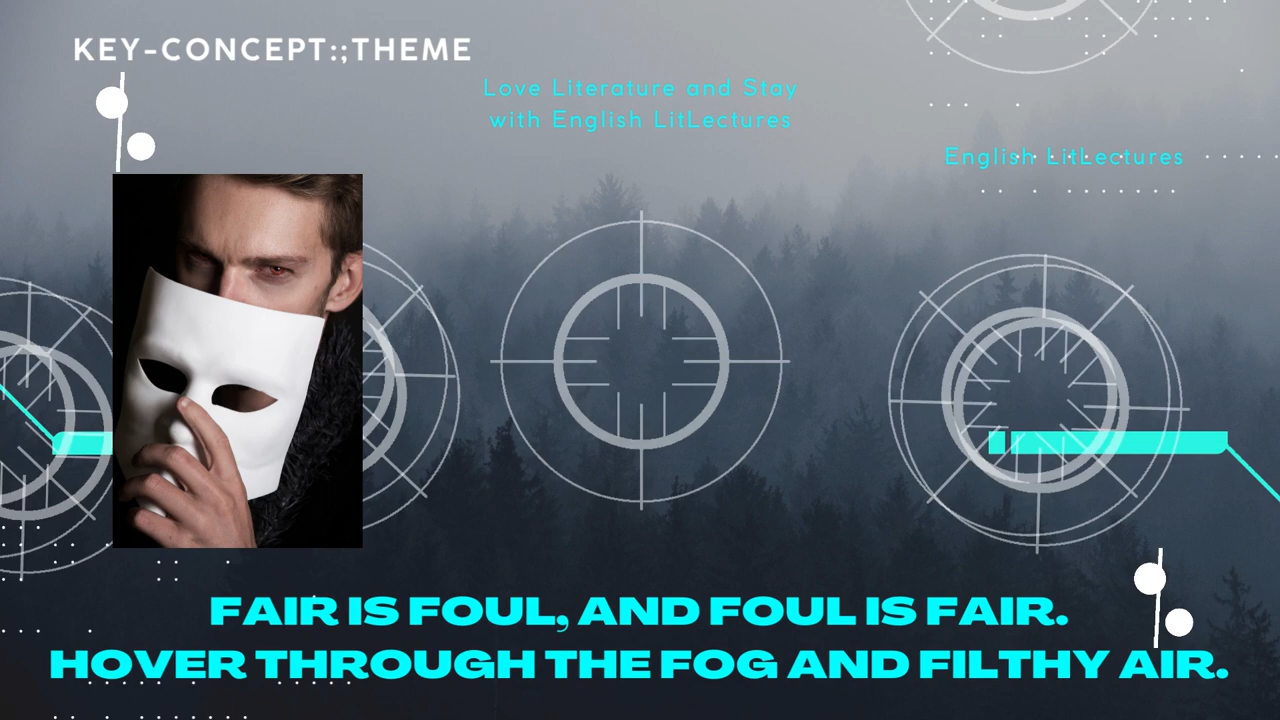 KEY-CONCEPT:;THEME
Love Literature and Stay
with English LitLectures
English LitLectures
FAIR IS FOUL, AND FOUL IS FAIR.
HOVER THROUGH THE FOG AND FILTHY AIR.